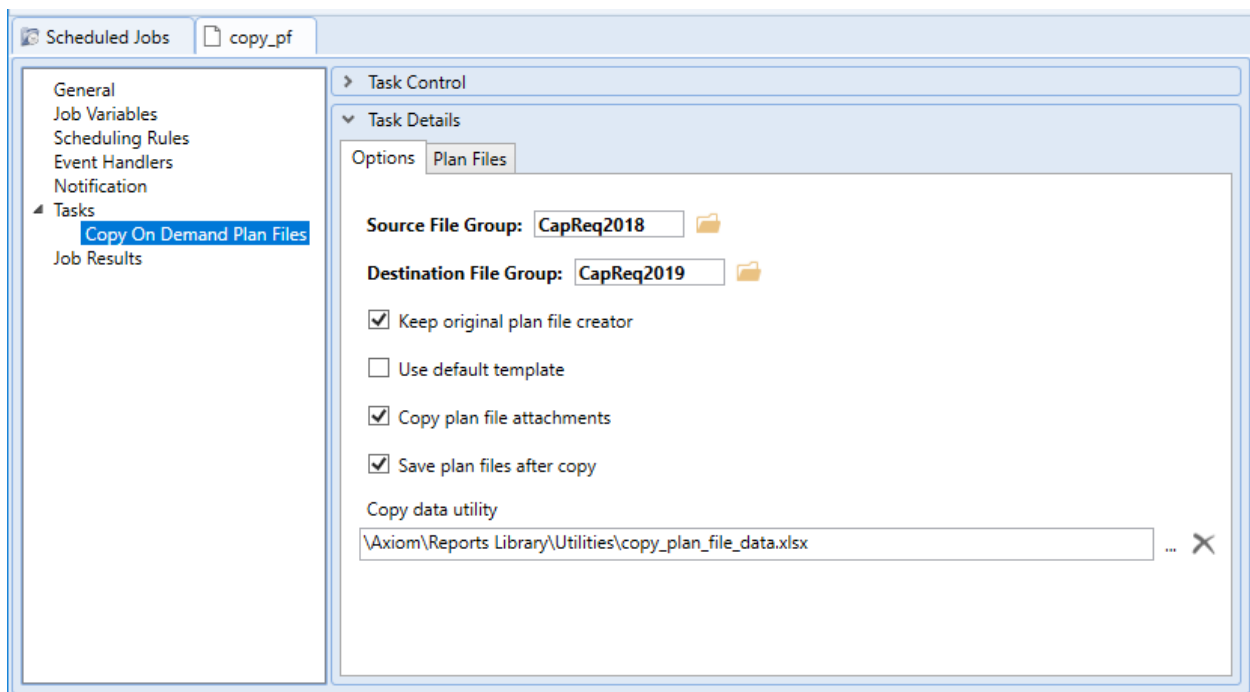 Scheduled Jobs
copy_pf
General
Job Variables
Scheduling Rules
Event Handlers
Notification
Tasks
Copy On Demand Plan Files
Job Results
Task Control
Task Details
Options
Plan Files
Source File Group: CapReq2018
Destination File Group: CapReq2019
Keep original plan file creator
Use default template
Copy plan file attachments
Save plan files after copy
Copy data utility
\Axiom\Reports Library\Utilities\copy_plan_file_data.xlsx
...